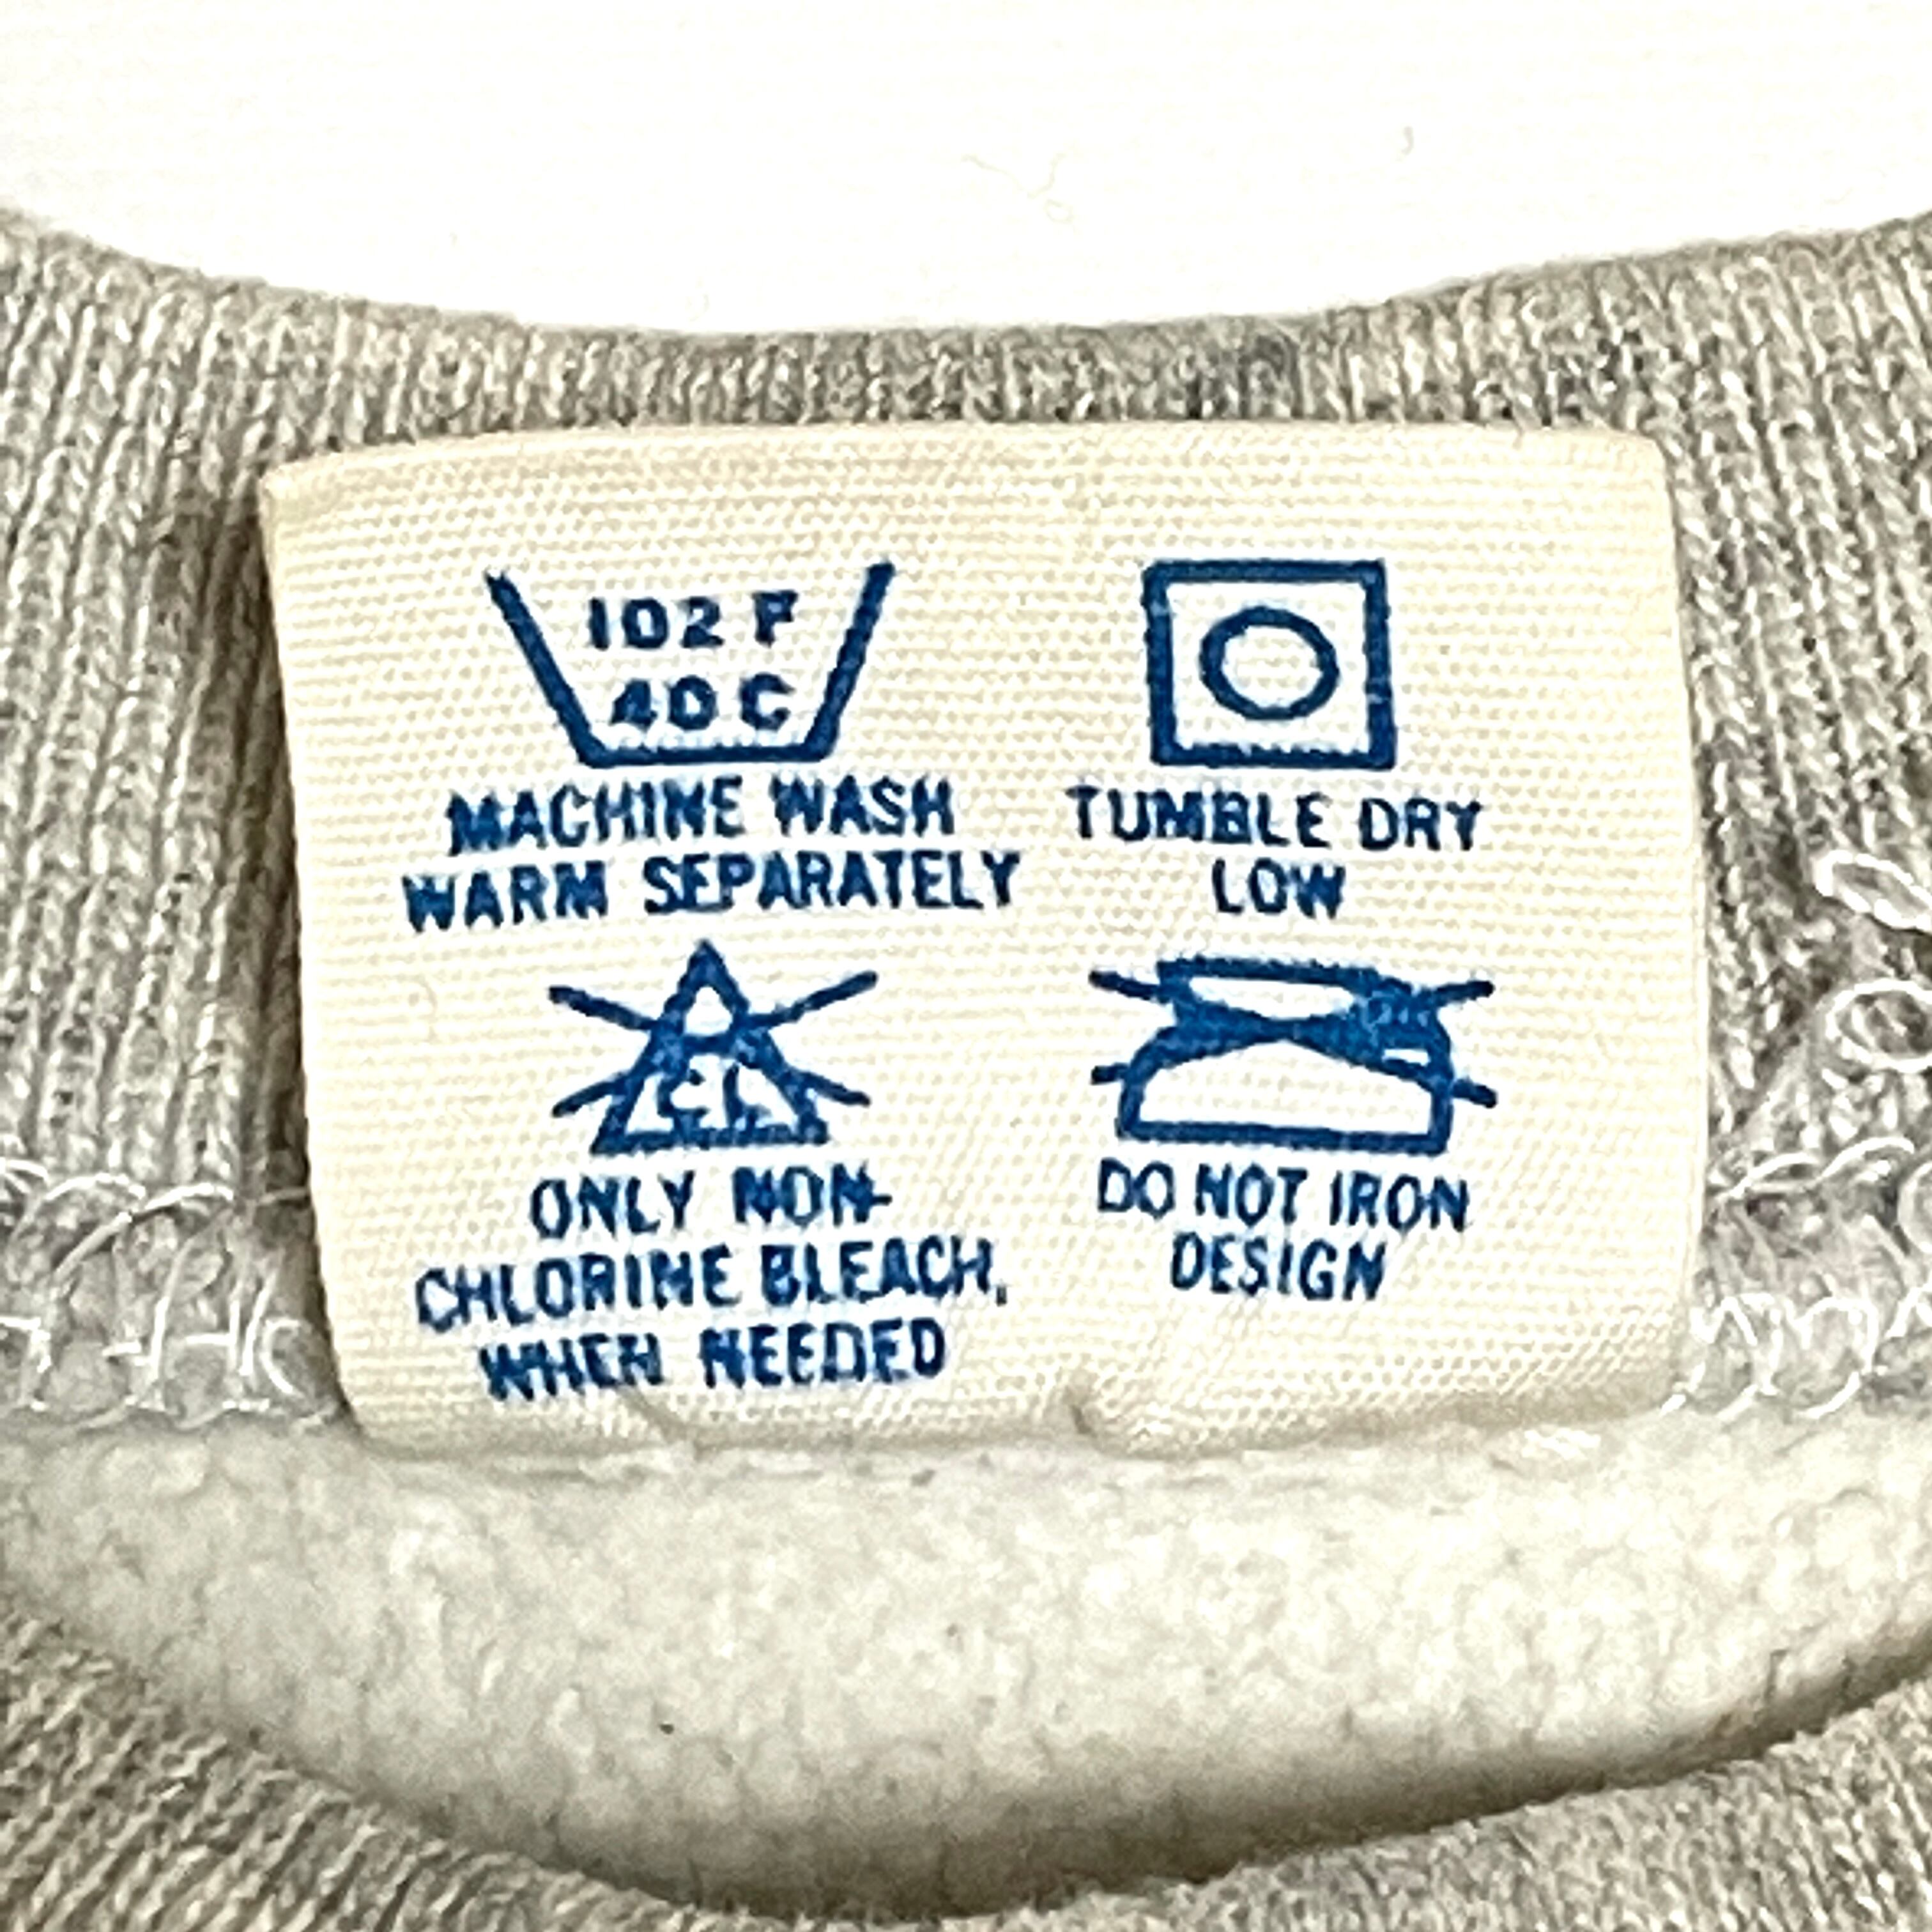 102 F
40 C
MACHINE WASH
WARM SEPARATELY
TUMBLE DRY
LOW
CL
ONLY NON-
CHLORINE BLEACH,
WHEN NEEDED
DO NOT IRON
DESIGN